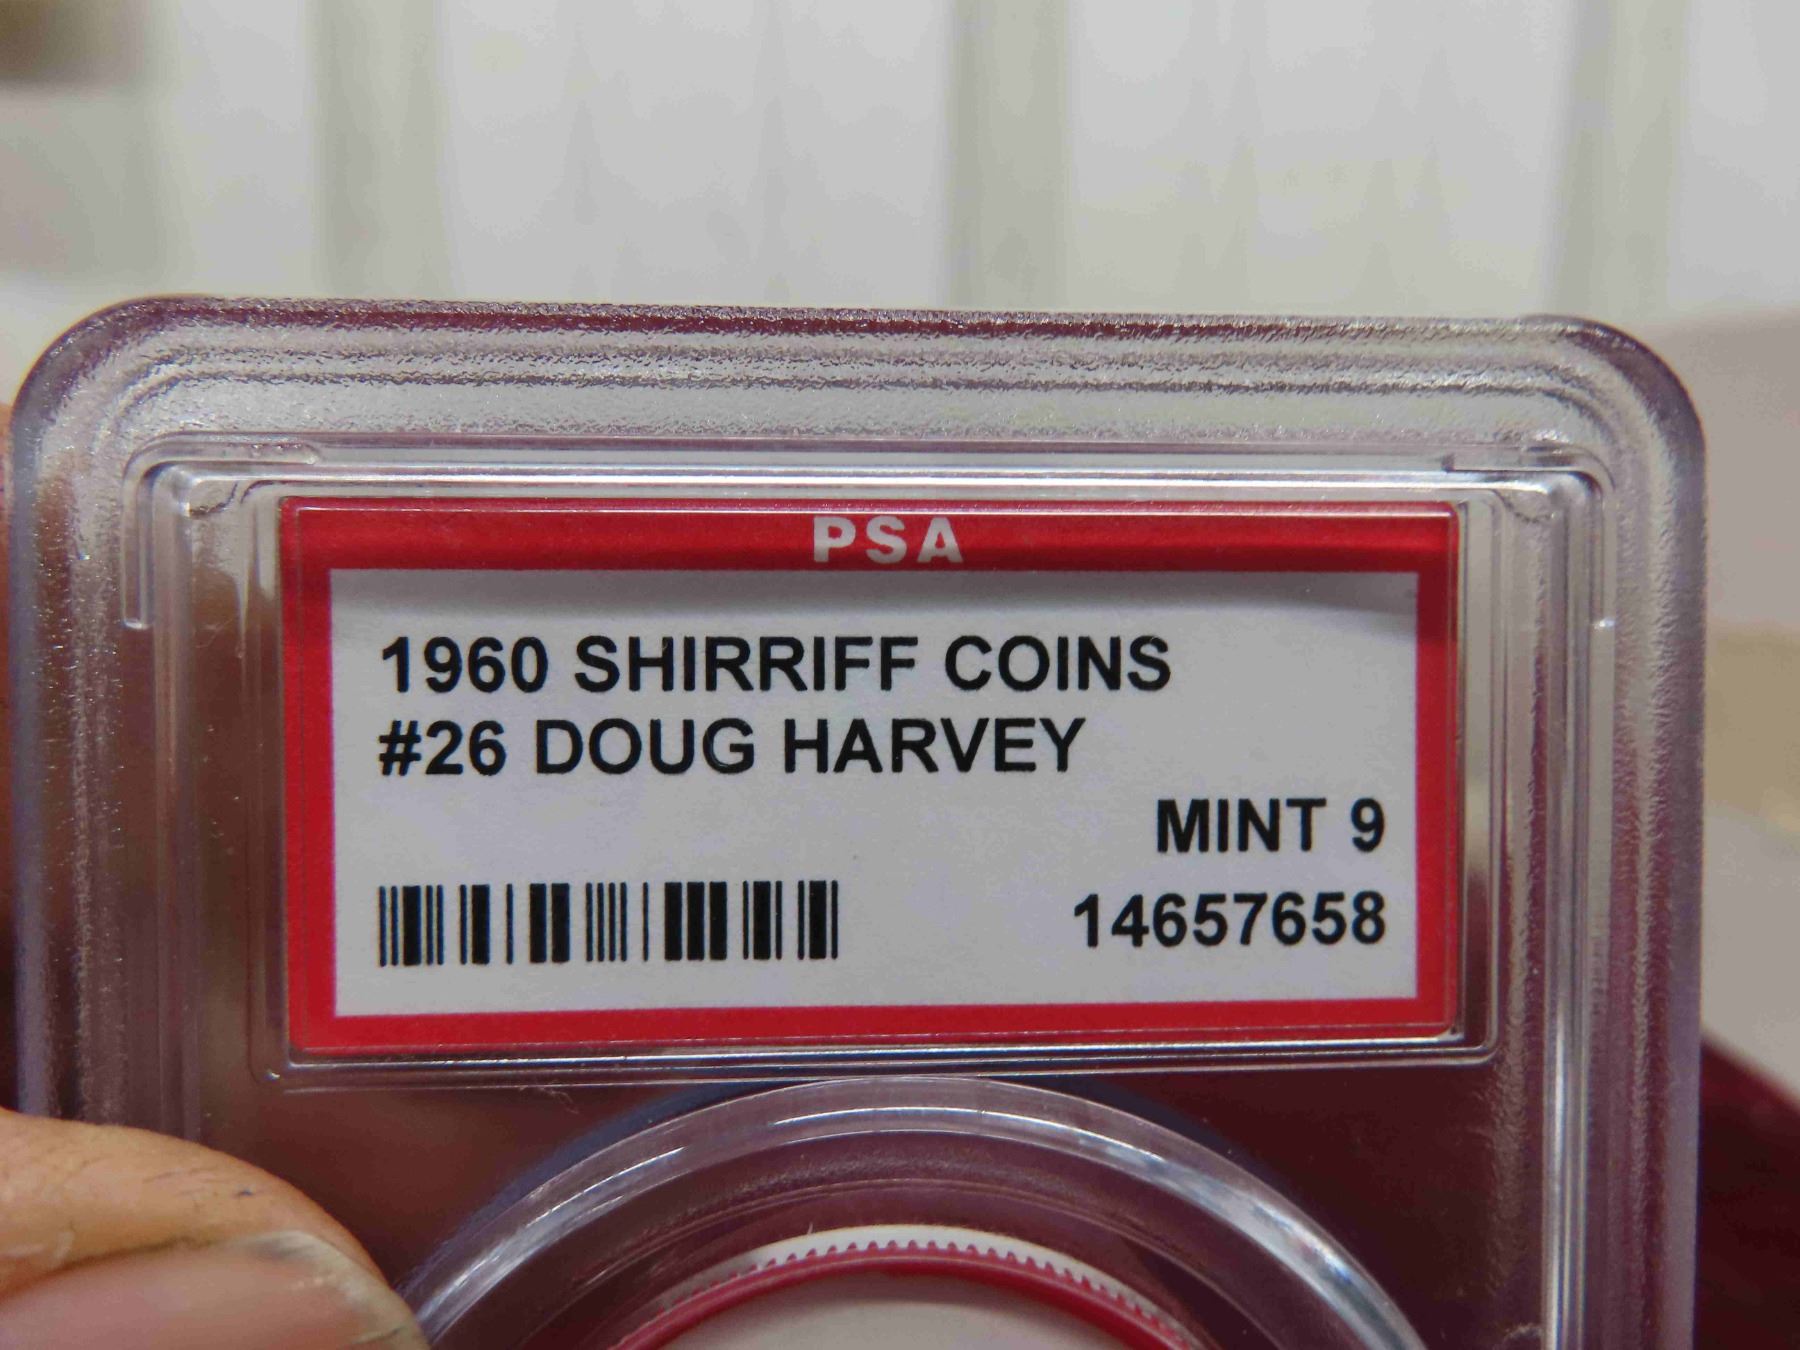 PSA
1960 SHIRRIFF COINS
#26 DOUG HARVEY
MINT 9
14657658